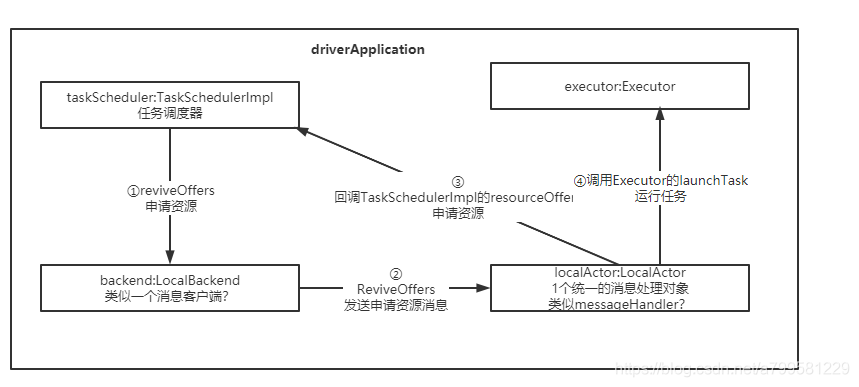 driverApplication
taskScheduler:TaskSchedulerImpl
任务调度器
executor:Executor
①reviveOffers
申请资源
③
回调TaskSchedulerImpl的resourceOffer
申请资源
④调用Executor的launchTask
运行任务
backend:LocalBackend
类似一个消息客户端?
②
ReviveOffers
发送申请资源消息
localActor:LocalActor
1个统一的消息处理对象
类似messageHandler?
https://blog.csdn.net/a799581229